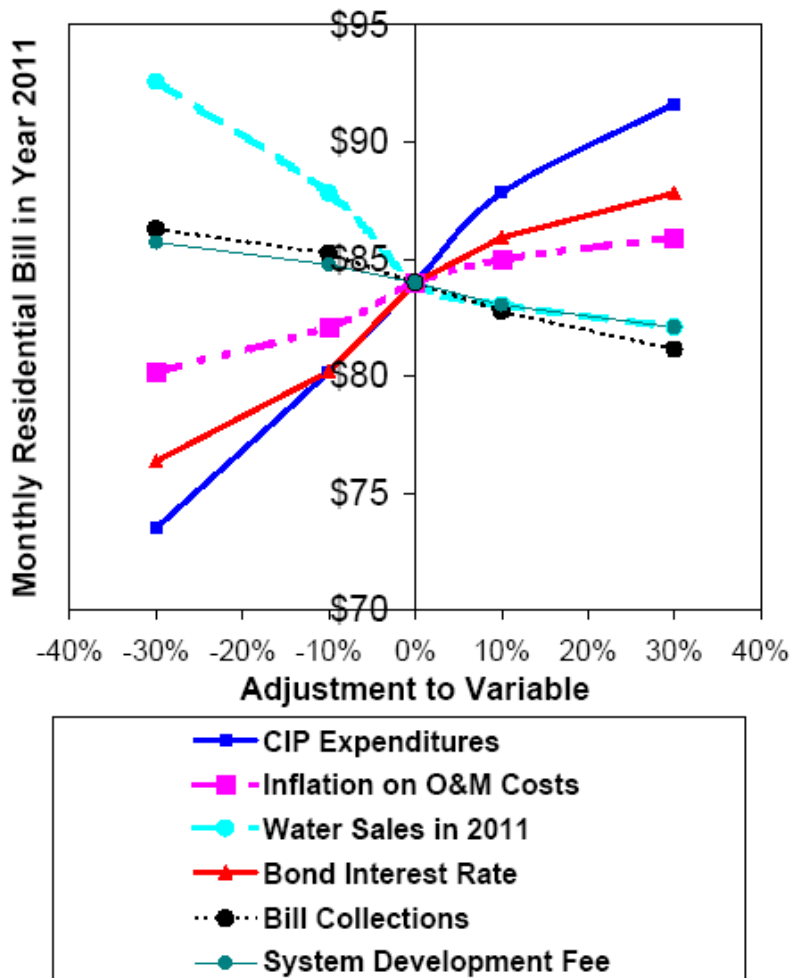 Monthly Residential Bill in Year 2011
$95
$90
$85
$80
$75
$70
-40% -30% -20% -10% 0% 10% 20% 30% 40%
Adjustment to Variable
CIP Expenditures
Inflation on O&M Costs
Water Sales in 2011
Bond Interest Rate
Bill Collections
System Development Fee